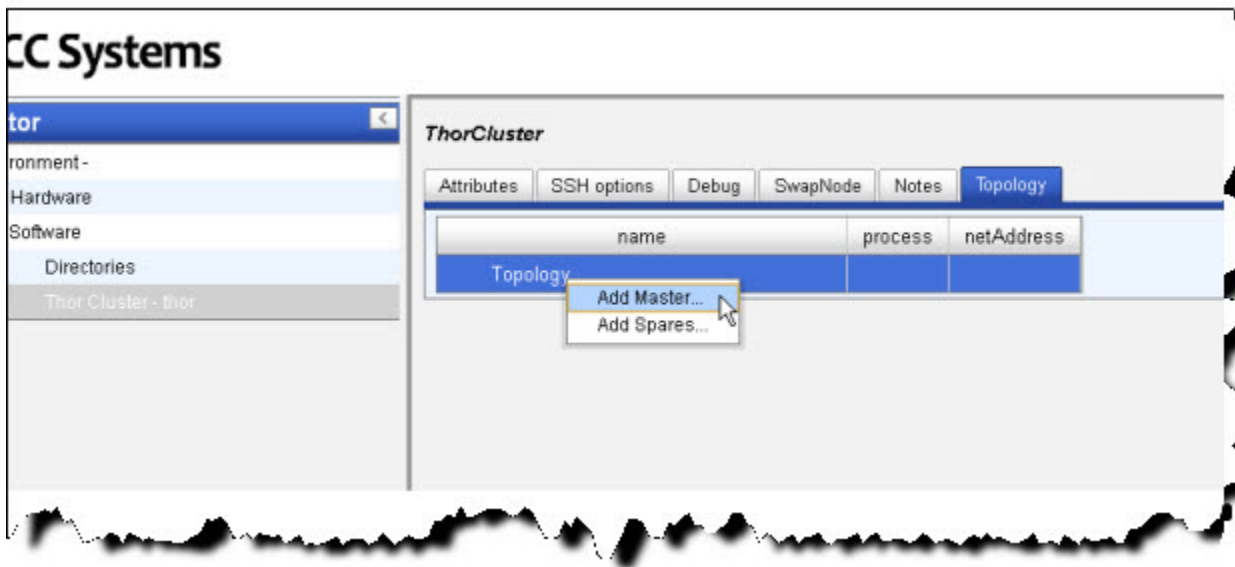 CC Systems
tor
ronment -
Hardware
Software
Directories
Thor Cluster - thor
ThorCluster
Attributes SSH options Debug SwapNode Notes Topology
name process netAddress
Topology
Add Master...
Add Spares...